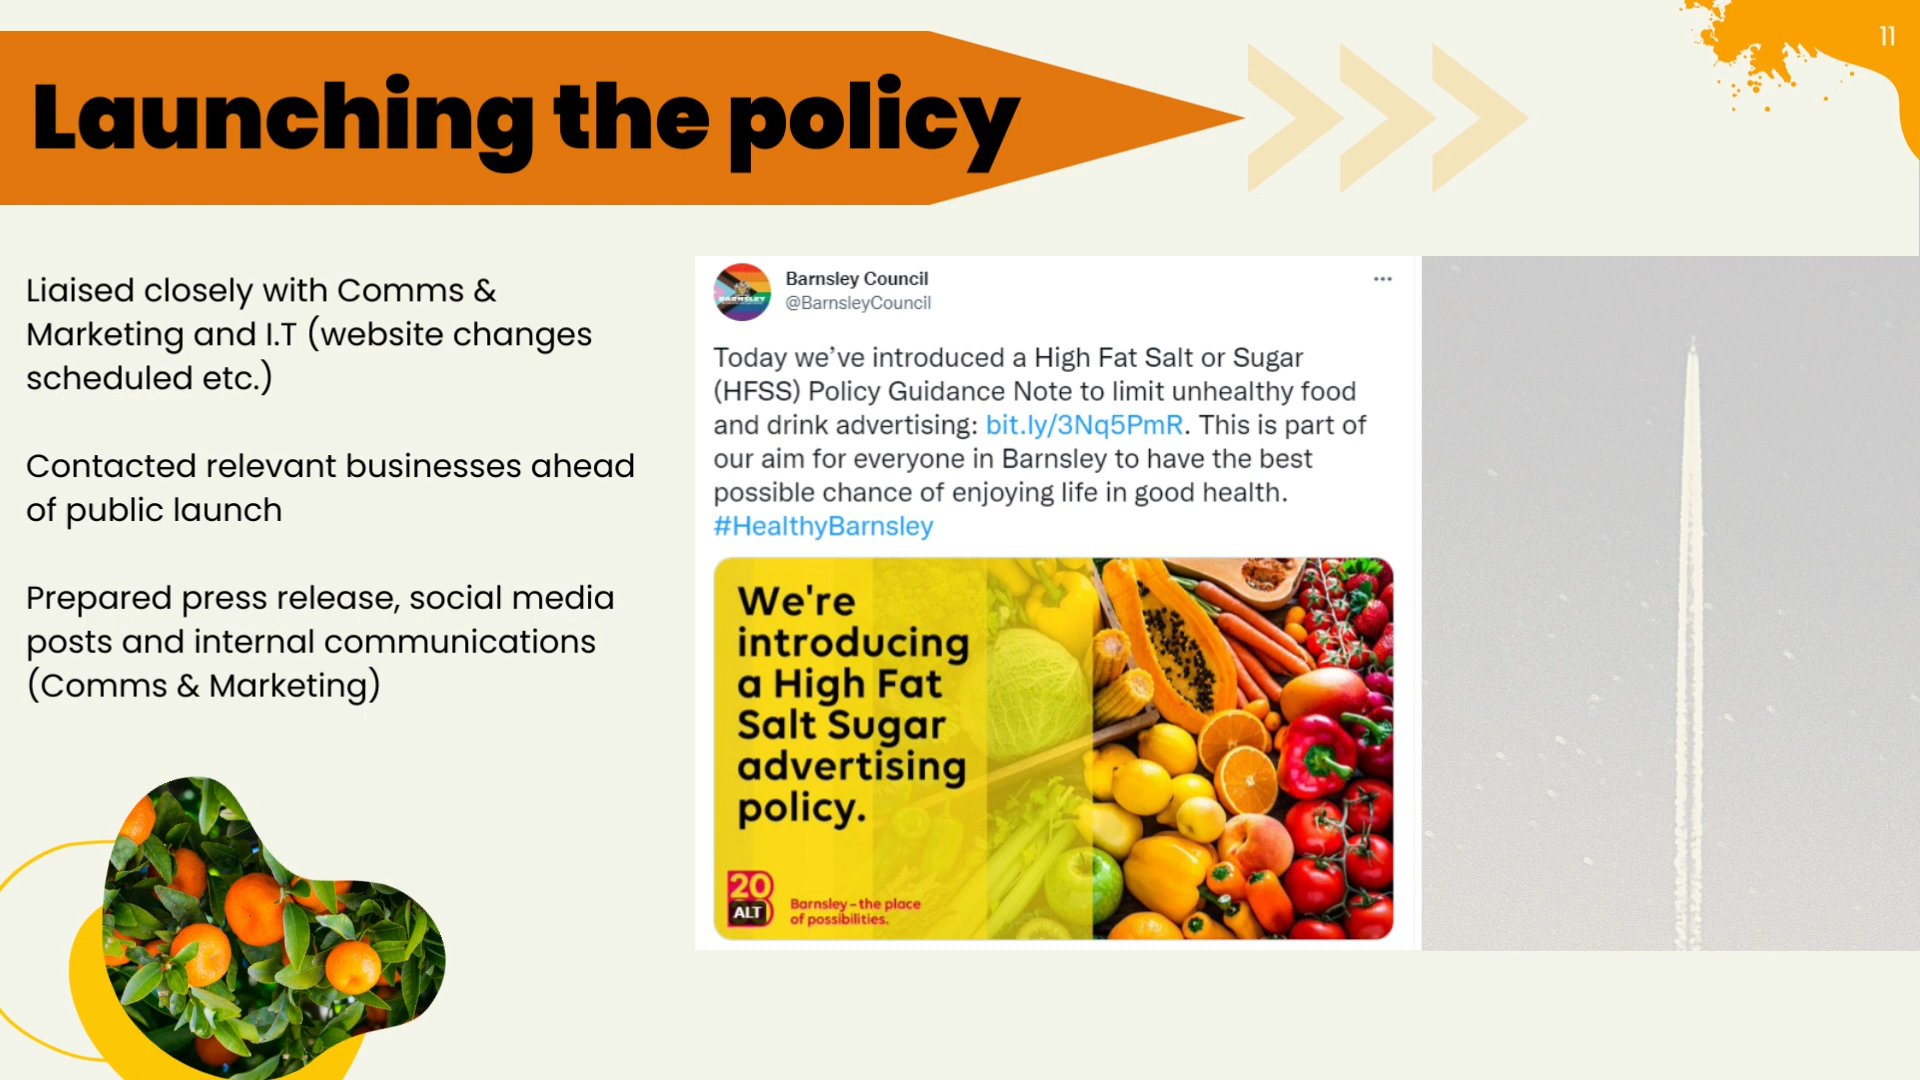 11
Launching the policy
Liaised closely with Comms &
Marketing and I.T (website changes
scheduled etc.)
Contacted relevant businesses ahead
of public launch
Prepared press release, social media
posts and internal communications
(Comms & Marketing)
BARNSLEY
Barnsley Council
@BarnsleyCouncil
Today we’ve introduced a High Fat Salt or Sugar
(HFSS) Policy Guidance Note to limit unhealthy food
and drink advertising: bit.ly/3Nq5PmR. This is part of
our aim for everyone in Barnsley to have the best
possible chance of enjoying life in good health.
#HealthyBarnsley
We're
introducing
a High Fat
Salt Sugar
advertising
policy.
20
ALT
Barnsley – the place
of possibilities.